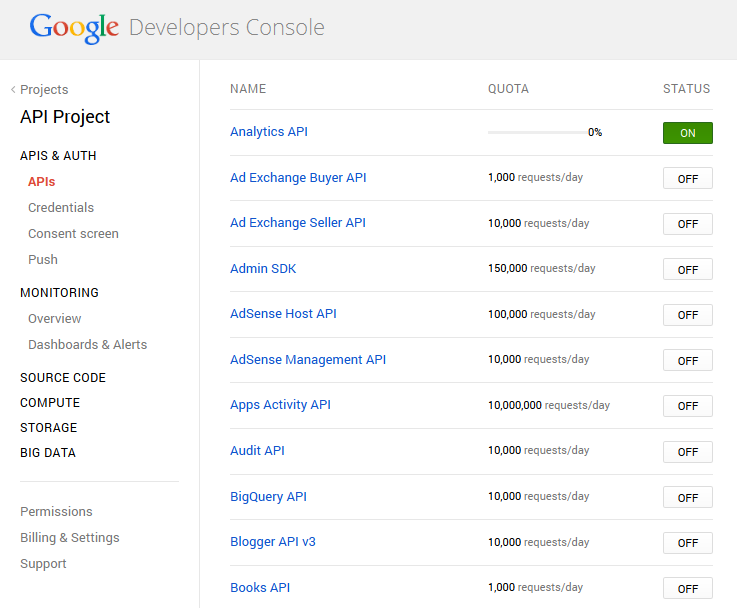 Google Developers Console
Projects
API Project
APIS & AUTH
APIs
Credentials
Consent screen
Push
MONITORING
Overview
Dashboards & Alerts
SOURCE CODE
COMPUTE
STORAGE
BIG DATA
Permissions
Billing & Settings
Support
NAME QUOTA STATUS
Analytics API 0% ON
Ad Exchange Buyer API 1,000 requests/day OFF
Ad Exchange Seller API 10,000 requests/day OFF
Admin SDK 150,000 requests/day OFF
AdSense Host API 100,000 requests/day OFF
AdSense Management API 10,000 requests/day OFF
Apps Activity API 10,000,000 requests/day OFF
Audit API 10,000 requests/day OFF
BigQuery API 10,000 requests/day OFF
Blogger API v3 10,000 requests/day OFF
Books API 1,000 requests/day OFF